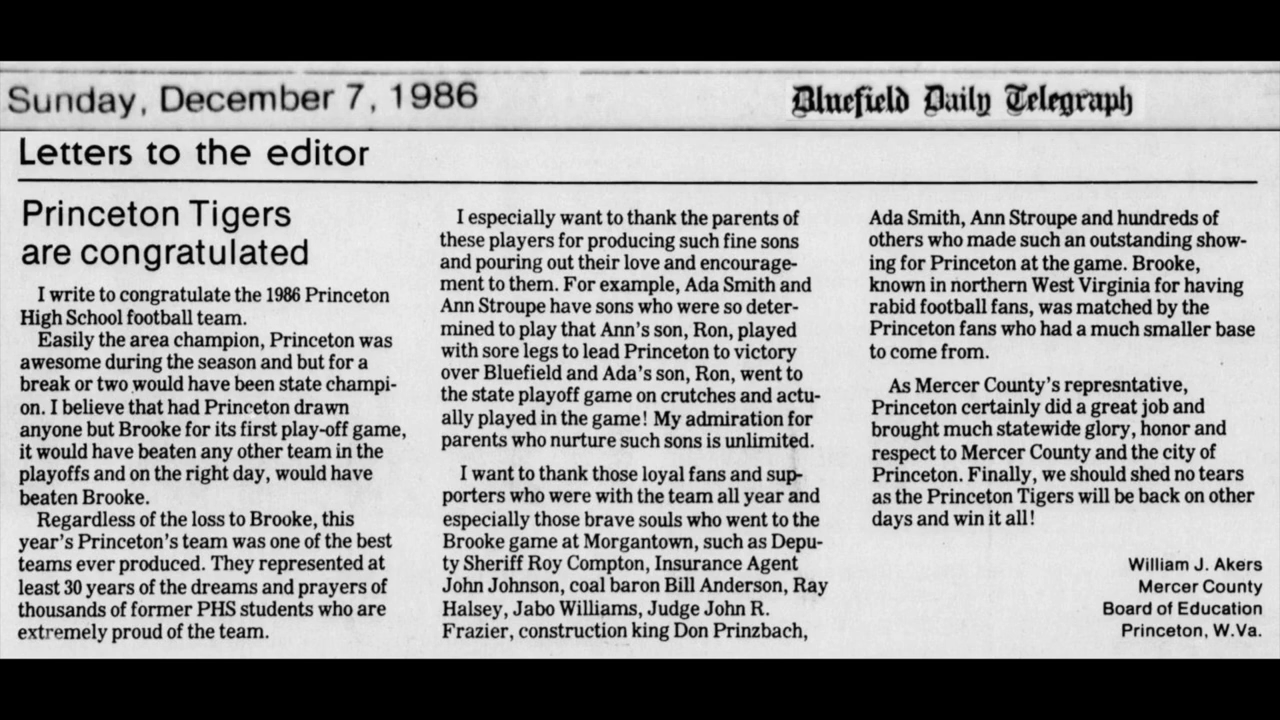 Sunday, December 7, 1986
Bluefield Daily Telegraph
Letters to the editor
Princeton Tigers
are congratulated
I write to congratulate the 1986 Princeton
High School football team.
Easily the area champion, Princeton was
awesome during the season and but for a
break or two would have been state champi-
on. I believe that had Princeton drawn
anyone but Brooke for its first play-off game,
it would have beaten any other team in the
playoffs and on the right day, would have
beaten Brooke.
Regardless of the loss to Brooke, this
year's Princeton's team was one of the best
teams ever produced. They represented at
least 30 years of the dreams and prayers of
thousands of former PHS students who are
extremely proud of the team.
I especially want to thank the parents of
these players for producing such fine sons
and pouring out their love and encourage-
ment to them. For example, Ada Smith and
Ann Stroupe have sons who were so deter-
mined to play that Ann's son, Ron, played
with sore legs to lead Princeton to victory
over Bluefield and Ada's son, Ron, went to
the state playoff game on crutches and actu-
ally played in the game! My admiration for
parents who nurture such sons is unlimited.
I want to thank those loyal fans and sup-
porters who were with the team all year and
especially those brave souls who went to the
Brooke game at Morgantown, such as Depu-
ty Sheriff Roy Compton, Insurance Agent
John Johnson, coal baron Bill Anderson, Ray
Halsey, Jabo Williams, Judge John R.
Frazier, construction king Don Prinzbach,
Ada Smith, Ann Stroupe and hundreds of
others who made such an outstanding show-
ing for Princeton at the game. Brooke,
known in northern West Virginia for having
rabid football fans, was matched by the
Princeton fans who had a much smaller base
to come from.
As Mercer County's represntative,
Princeton certainly did a great job and
brought much statewide glory, honor and
respect to Mercer County and the city of
Princeton. Finally, we should shed no tears
as the Princeton Tigers will be back on other
days and win it all!
William J. Akers
Mercer County
Board of Education
Princeton, W.Va.